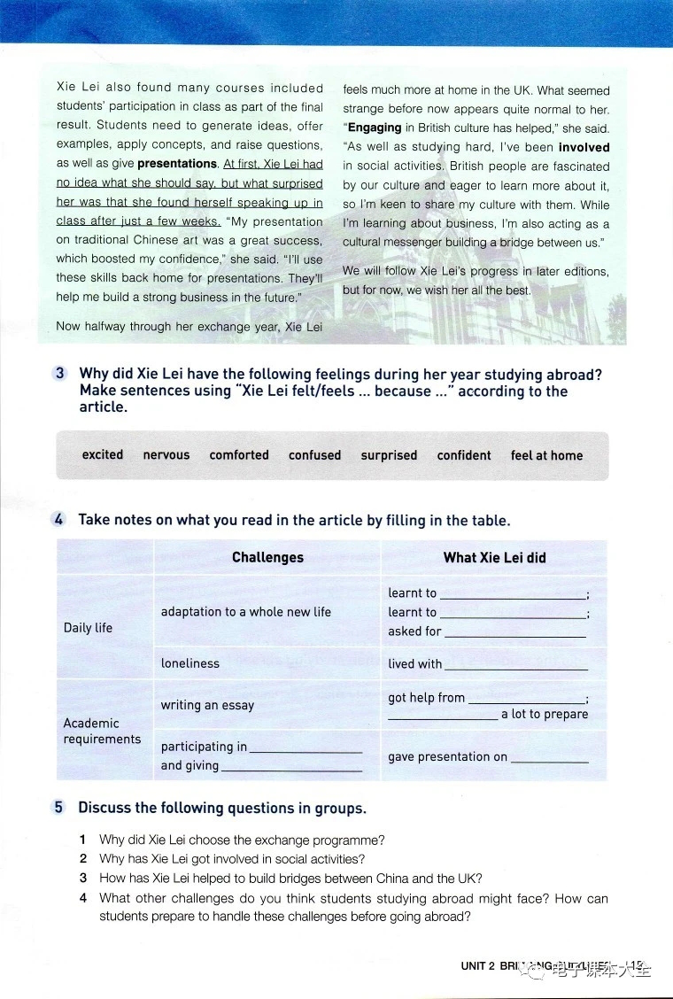 Xie Lei also found many courses included
students' participation in class as part of the final
result. Students need to generate ideas, offer
examples, apply concepts, and raise questions,
as well as give presentations. At first, Xie Lei had
no idea what she should say, but what surprised
her was that she found herself speaking up in
class after just a few weeks. "My presentation
on traditional Chinese art was a great success,
which boosted my confidence," she said. "I'll use
these skills back home for presentations. They'll
help me build a strong business in the future."
Now halfway through her exchange year, Xie Lei
feels much more at home in the UK. What seemed
strange before now appears quite normal to her.
"Engaging in British culture has helped," she said.
"As well as studying hard, I've been involved
in social activities. British people are fascinated
by our culture and eager to learn more about it,
so I'm keen to share my culture with them. While
I'm learning about business, I'm also acting as a
cultural messenger building a bridge between us."
We will follow Xie Lei's progress in later editions,
but for now, we wish her all the best.
3 Why did Xie Lei have the following feelings during her year studying abroad?
Make sentences using "Xie Lei felt/feels ... because ..." according to the
article.
excited nervous comforted confused surprised confident feel at home
4 Take notes on what you read in the article by filling in the table.
Challenges What Xie Lei did
Daily life
adaptation to a whole new life
learnt to ____________;
learnt to ____________;
asked for ____________
loneliness
lived with ____________
Academic
requirements
writing an essay
got help from ____________;
____________ a lot to prepare
participating in ____________
and giving ____________
gave presentation on ____________
5 Discuss the following questions in groups.
1 Why did Xie Lei choose the exchange programme?
2 Why has Xie Lei got involved in social activities?
3 How has Xie Lei helped to build bridges between China and the UK?
4 What other challenges do you think students studying abroad might face? How can
students prepare to handle these challenges before going abroad?
UNIT 2
电子课本大全